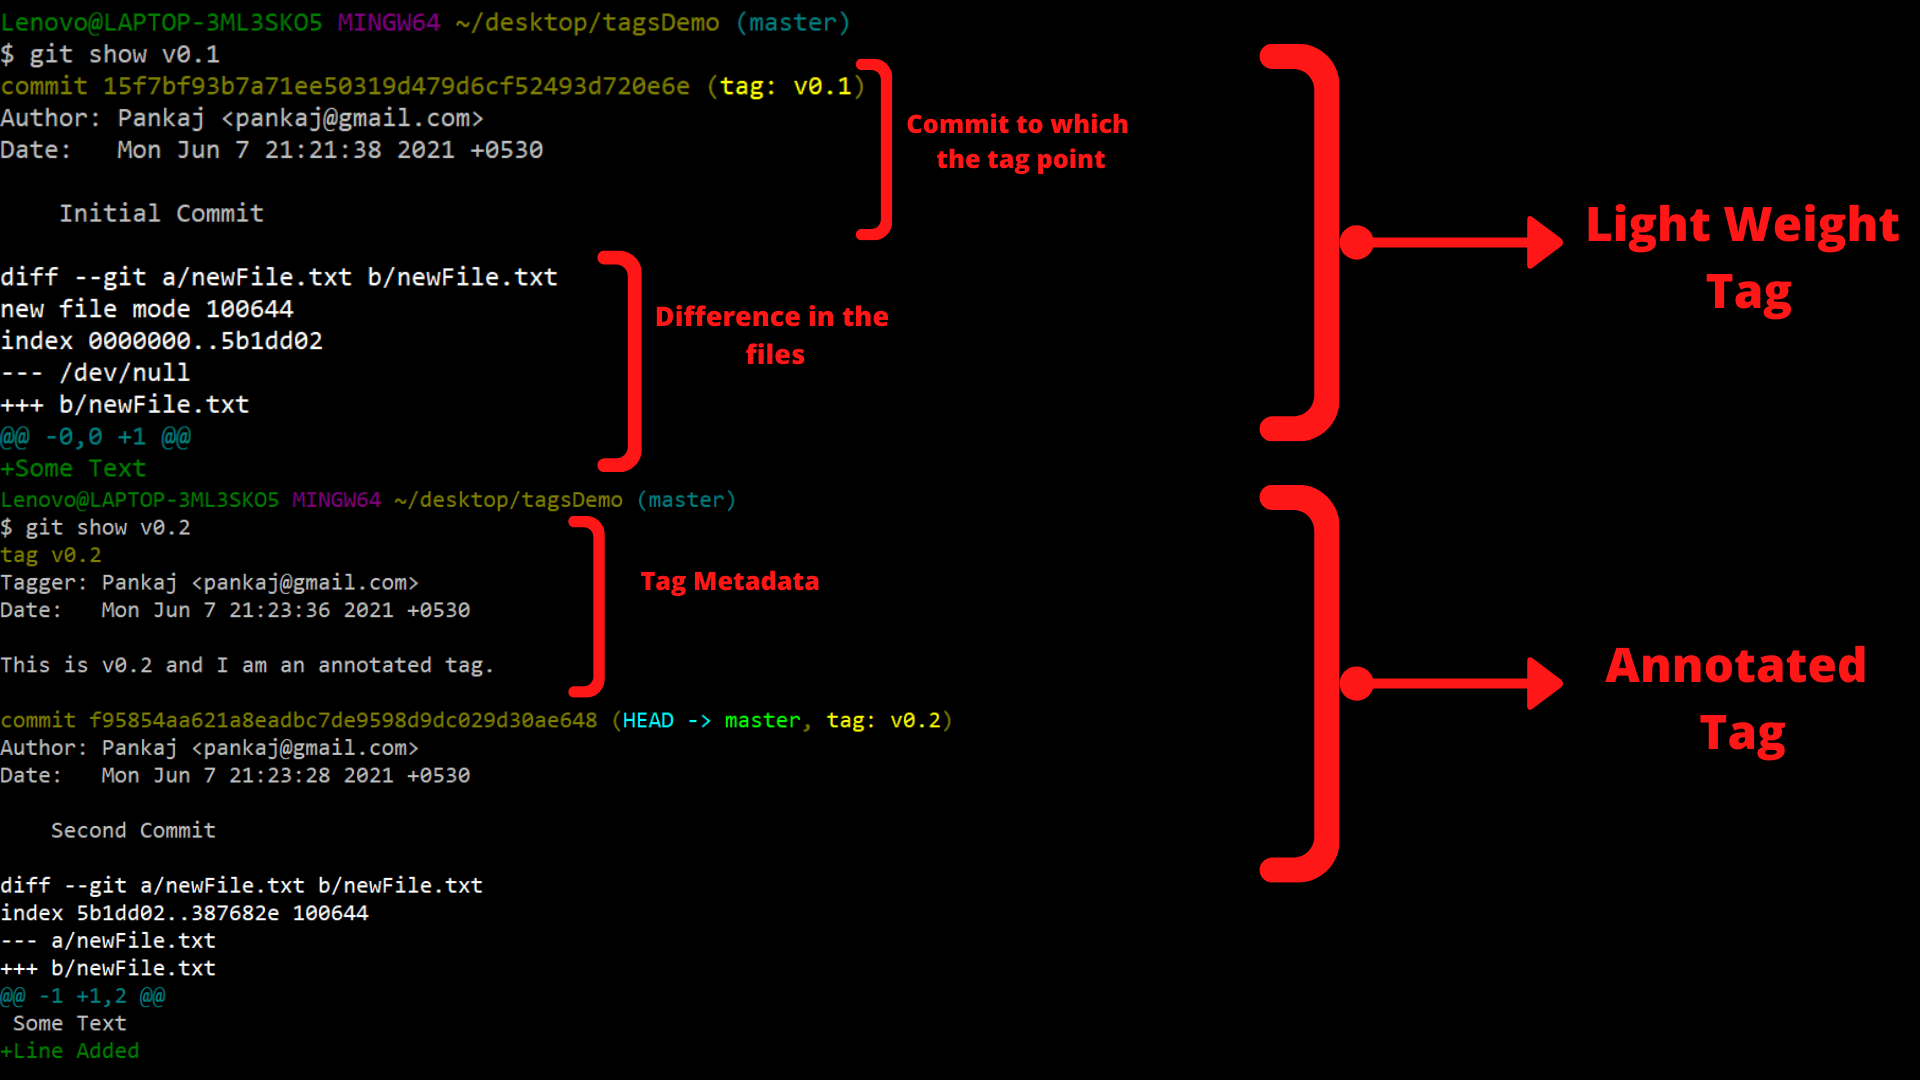 Lenovo@LAPTOP-3ML3SKO5 MINGW64 ~/desktop/tagsDemo (master)
$ git show v0.1
commit 15f7bf93b7a71ee50319d479d6cf52493d720e6e (tag: v0.1)
Author: Pankaj <pankaj@gmail.com>
Date:   Mon Jun 7 21:21:38 2021 +0530
Commit to which
the tag point
    Initial Commit
Light Weight
Tag
diff --git a/newFile.txt b/newFile.txt
new file mode 100644
index 0000000..5b1dd02
--- /dev/null
+++ b/newFile.txt
@@ -0,0 +1 @@
+Some Text
Difference in the
files
Lenovo@LAPTOP-3ML3SKO5 MINGW64 ~/desktop/tagsDemo (master)
$ git show v0.2
tag v0.2
Tagger: Pankaj <pankaj@gmail.com>
Date:   Mon Jun 7 21:23:36 2021 +0530
Tag Metadata
This is v0.2 and I am an annotated tag.
Annotated
Tag
commit f95854aa621a8eadbc7de9598d9dc029d30ae648 (HEAD -> master, tag: v0.2)
Author: Pankaj <pankaj@gmail.com>
Date:   Mon Jun 7 21:23:28 2021 +0530
    Second Commit
diff --git a/newFile.txt b/newFile.txt
index 5b1dd02..387682e 100644
--- a/newFile.txt
+++ b/newFile.txt
@@ -1 +1,2 @@
 Some Text
+Line Added